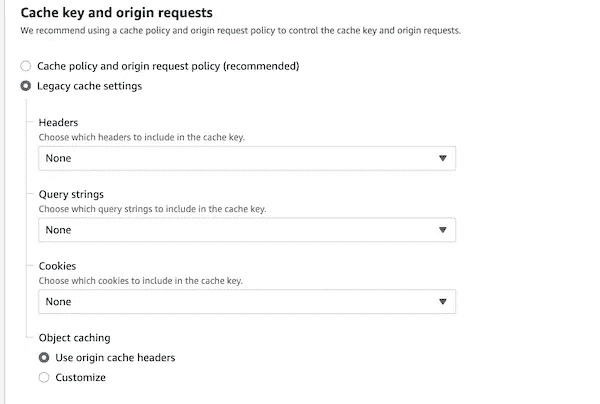 Cache key and origin requests
We recommend using a cache policy and origin request policy to control the cache key and origin requests.
Cache policy and origin request policy (recommended)
Legacy cache settings
Headers
Choose which headers to include in the cache key.
None
Query strings
Choose which query strings to include in the cache key.
None
Cookies
Choose which cookies to include in the cache key.
None
Object caching
Use origin cache headers
Customize